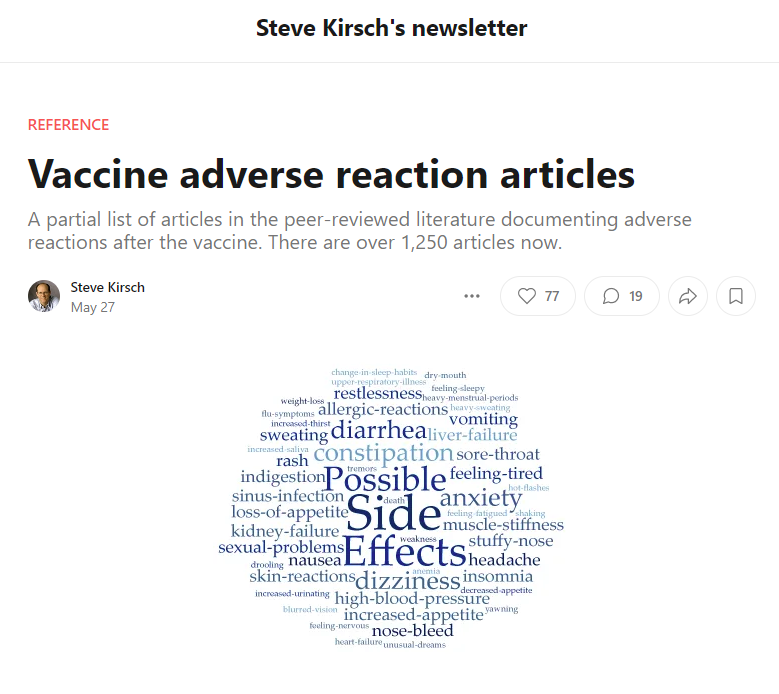 Steve Kirsch's newsletter
REFERENCE
Vaccine adverse reaction articles
A partial list of articles in the peer-reviewed literature documenting adverse
reactions after the vaccine. There are over 1,250 articles now.
Steve Kirsch
May 27
77
19
change-in-sleep-habits
dry-mouth
upper-respiratory-illness
feeling-sleepy
restlessness
heavy-menstrual-periods
weight-loss
allergic-reactions
heavy-sweating
flu-symptoms
vomiting
increased-thirst
diarrhea
sweating
liver-failure
increased-saliva
constipation
sore-throat
rash
tremors
feeling-tired
indigestion
Possible
hot-flashes
sinus-infection
death
anxiety
loss-of-appetite
Side
feeling-fatigued
shaking
kidney-failure
muscle-stiffness
weakness
stuffy-nose
sexual-problems
Effects
drooling
nausea
headache
anemia
skin-reactions
dizziness
insomnia
increased-urinating
decreased-appetite
high-blood-pressure
blurred-vision
increased-appetite
yawning
feeling-nervous
nose-bleed
heart-failure
unusual-dreams